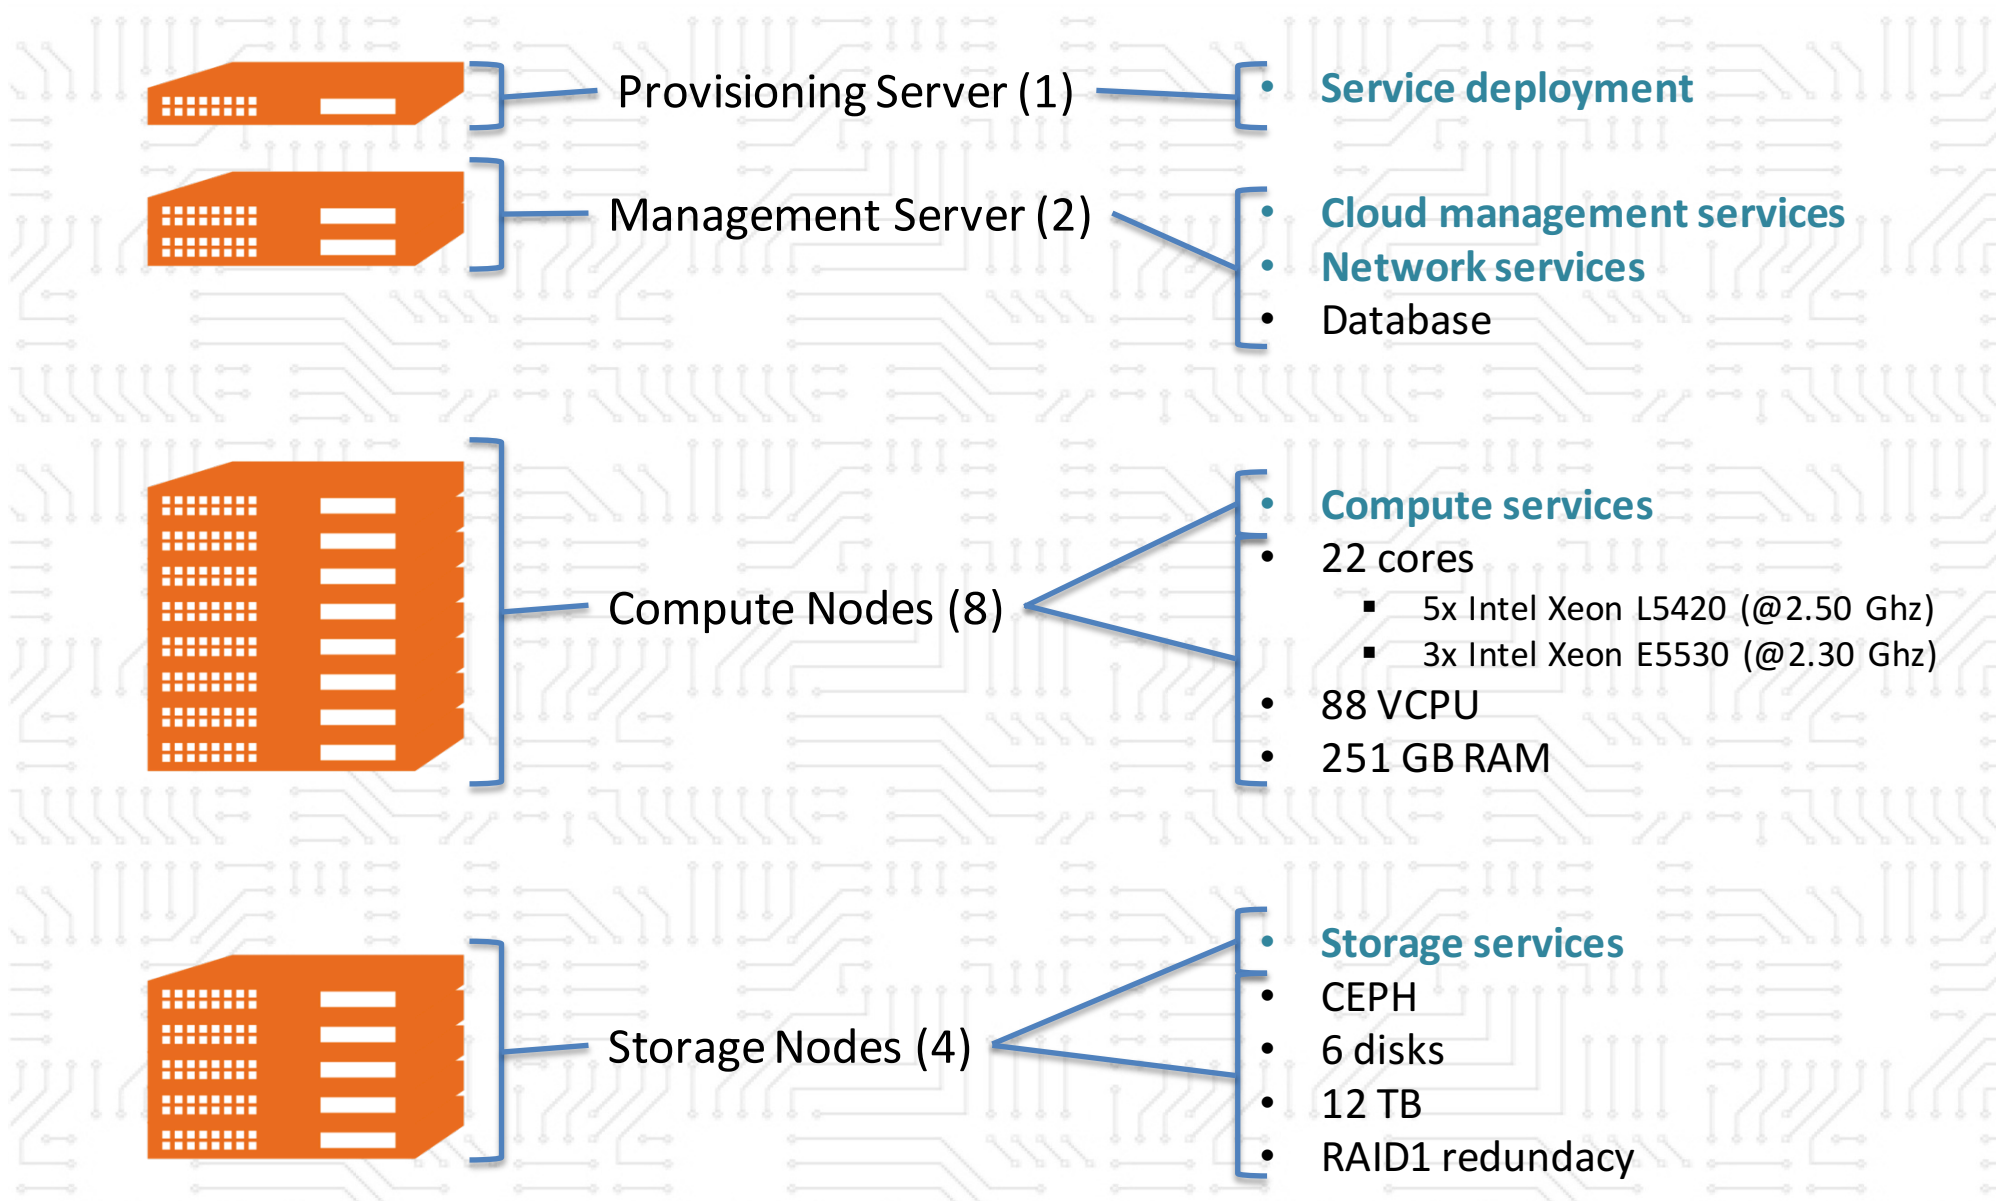 Provisioning Server (1)
• Service deployment
Management Server (2)
• Cloud management services
• Network services
• Database
Compute Nodes (8)
• Compute services
• 22 cores
▪ 5x Intel Xeon L5420 (@2.50 Ghz)
▪ 3x Intel Xeon E5530 (@2.30 Ghz)
• 88 VCPU
• 251 GB RAM
Storage Nodes (4)
• Storage services
• CEPH
• 6 disks
• 12 TB
• RAID1 redundacy